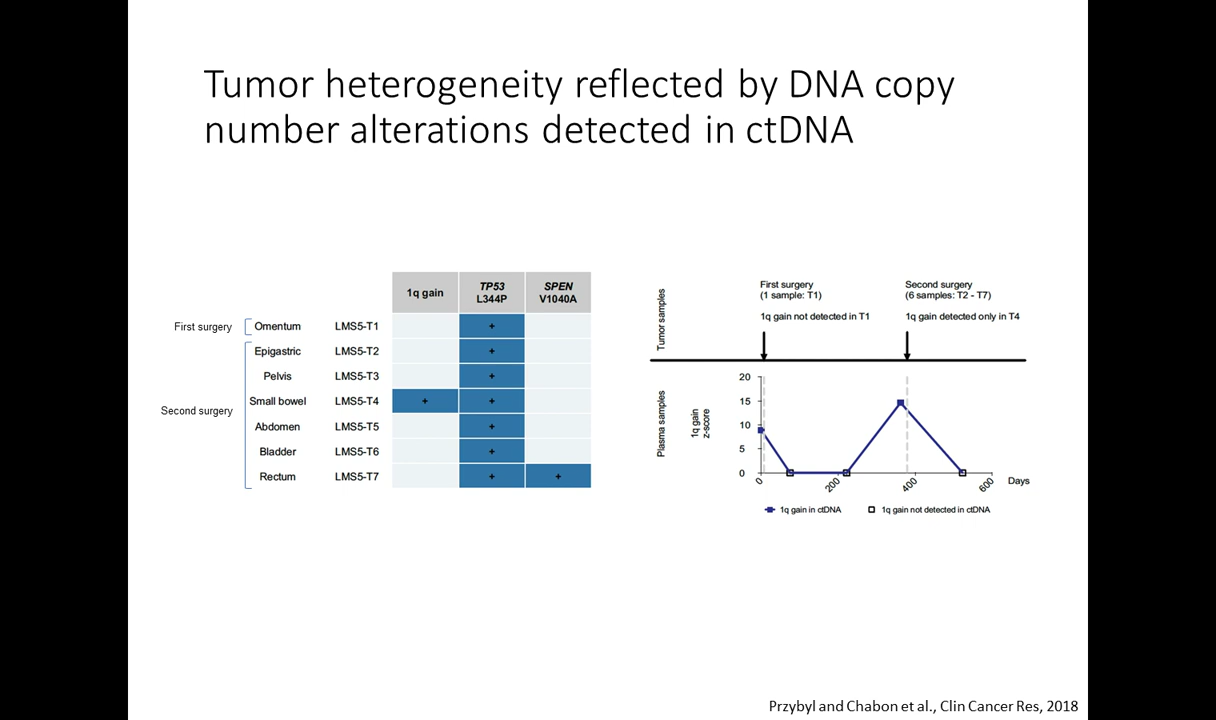 Tumor heterogeneity reflected by DNA copy
number alterations detected in ctDNA
1q gain
TP53
L344P
SPEN
V1040A
First surgery
Omentum LMS5-T1 +
Epigastric LMS5-T2 +
Pelvis LMS5-T3 +
Small bowel LMS5-T4 + +
Second surgery
Abdomen LMS5-T5 +
Bladder LMS5-T6 +
Rectum LMS5-T7 + +
Tumor samples
First surgery
(1 sample: T1)
1q gain not detected in T1
Second surgery
(6 samples: T2 - T7)
1q gain detected only in T4
Plasma samples
1q gain
z-score
20
15
10
5
0
0 200 400 600 Days
1q gain in ctDNA
1q gain not detected in ctDNA
Przybyl and Chabon et al., Clin Cancer Res, 2018